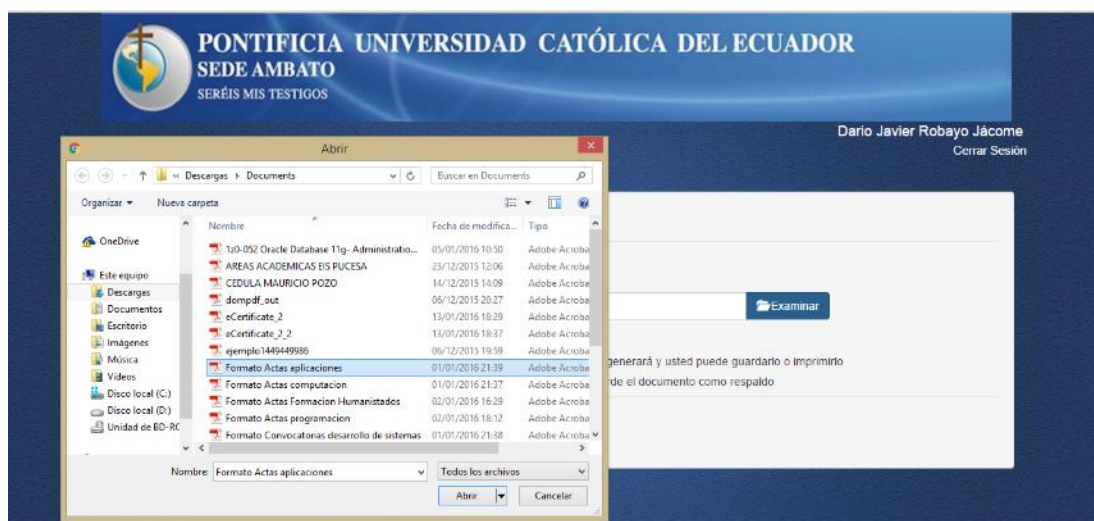 PONTIFICIA UNIVERSIDAD CATÓLICA DEL ECUADOR
SEDE AMBATO
SERÉIS MIS TESTIGOS
Dario Javier Robayo Jácome
Cerrar Sesión
Abrir
« Descargas Documents
Buscar en Documents
Organizar
Nueva carpeta
Nombre Fecha de modifica... Tipo
OneDrive
Este equipo
Descargas
Documentos
Escritorio
Imágenes
Música
Vídeos
Disco local (C:)
Disco local (D:)
Unidad de BD-RO
1z0-052 Oracle Database 11g- Administratio... 05/01/2016 10:50 Adobe Acroba
AREAS ACADEMICAS EIS PUCESA 23/12/2015 12:06 Adobe Acroba
CEDULA MAURICIO POZO 14/12/2015 14:09 Adobe Acroba
dompdf_out 06/12/2015 20:27 Adobe Acroba
eCertificate_2 13/01/2016 18:29 Adobe Acroba
eCertificate_2_2 13/01/2016 18:37 Adobe Acroba
ejemplo1449449986 06/12/2015 19:59 Adobe Acroba
Formato Actas aplicaciones 01/01/2016 21:39 Adobe Acroba
Formato Actas computacion 01/01/2016 21:37 Adobe Acroba
Formato Actas Formacion Humanistados 02/01/2016 16:29 Adobe Acroba
Formato Actas programacion 02/01/2016 18:12 Adobe Acroba
Formato Convocatorias desarrollo de sistemas 01/01/2016 21:38 Adobe Acroba
Examinar
generará y usted puede guardarlo o imprimirlo
de el documento como respaldo
Nombre: Formato Actas aplicaciones
Todos los archivos
Abrir
Cancelar